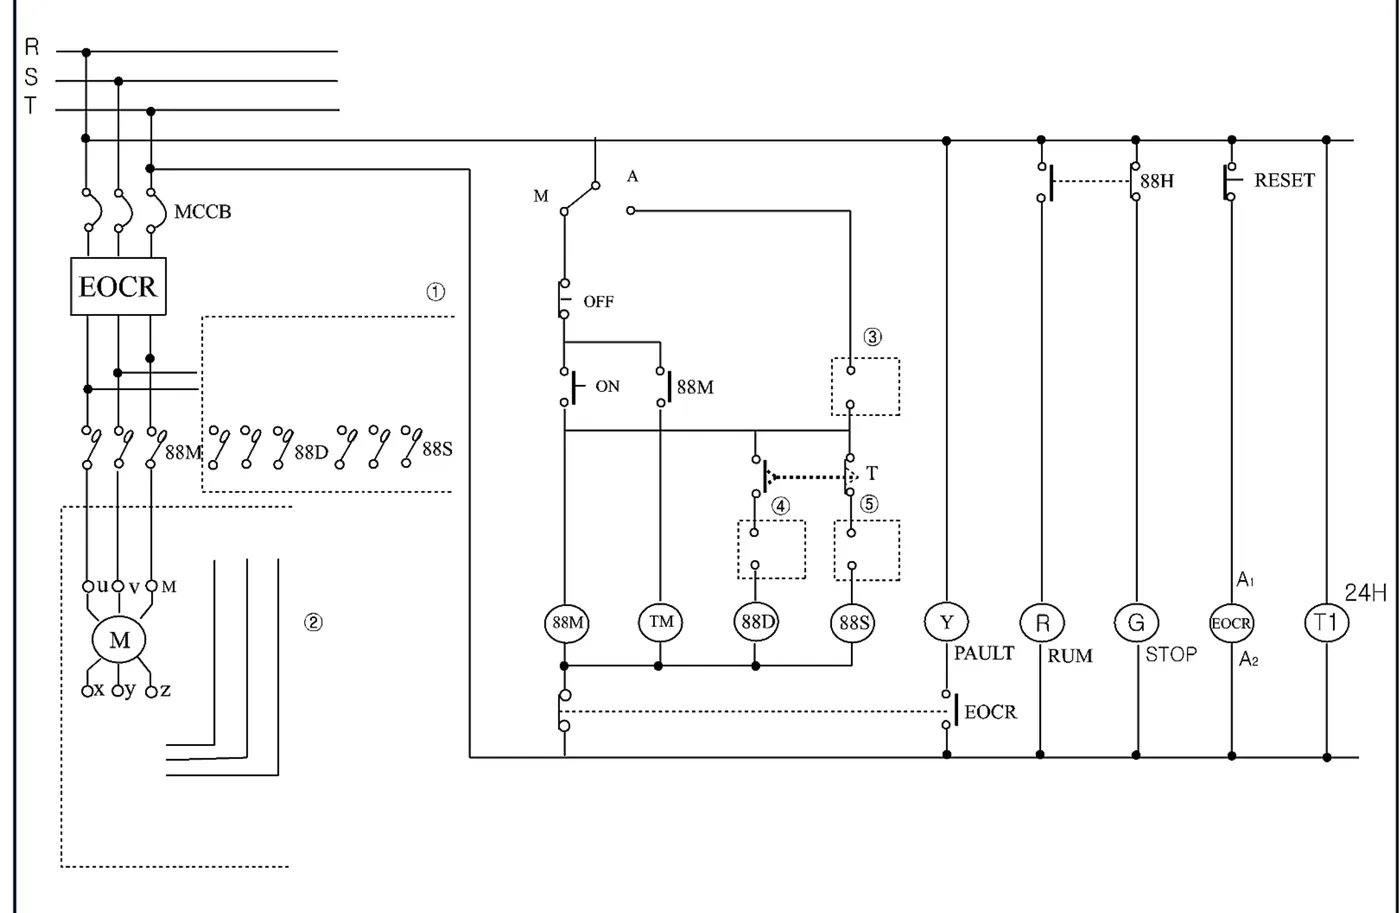 R
S
T
MCCB
EOCR
①
88M
88D
88S
②
u
v
M
M
x
y
z
M
A
OFF
ON
88M
③
T
④
⑤
88M
TM
88D
88S
Y
PAULT
EOCR
R
RUM
88H
G
STOP
RESET
A1
EOCR
A2
24H
T1